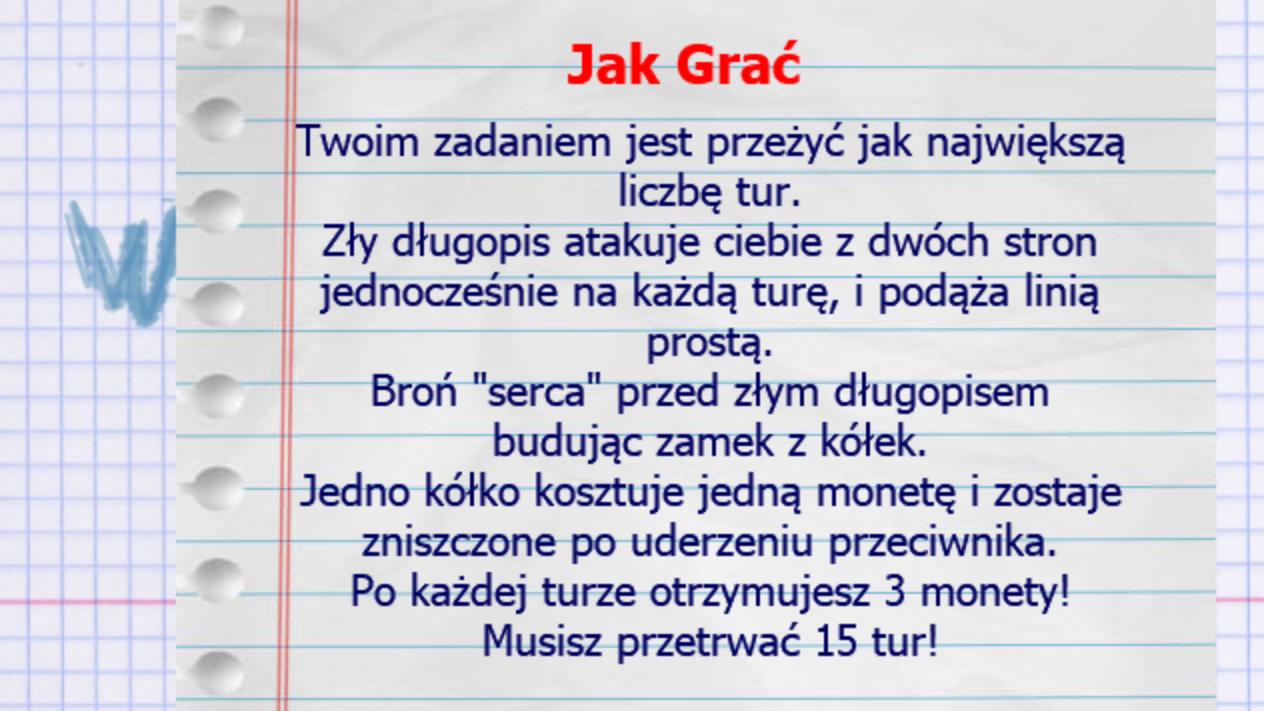 Jak Grać
Twoim zadaniem jest przeżyć jak największą
liczbę tur.
Zły długopis atakuje ciebie z dwóch stron
jednocześnie na każdą turę, i podąża linią
prostą.
Broń "serca" przed złym długopisem
budując zamek z kółek.
Jedno kółko kosztuje jedną monetę i zostaje
zniszczone po uderzeniu przeciwnika.
Po każdej turze otrzymujesz 3 monety!
Musisz przetrwać 15 tur!